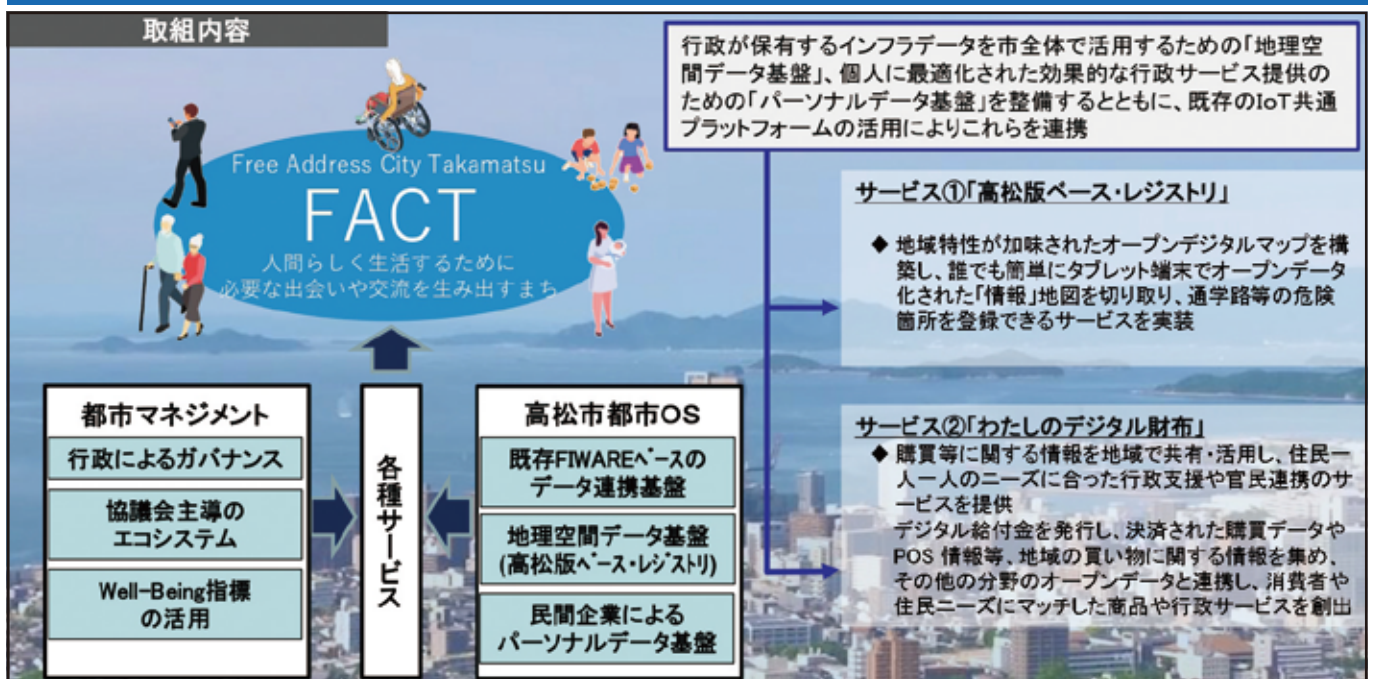 取組内容
行政が保有するインフラデータを市全体で活用するための「地理空
間データ基盤」、個人に最適化された効果的な行政サービス提供の
ための「パーソナルデータ基盤」を整備するとともに、既存のIoT共通
プラットフォームの活用によりこれらを連携
Free Address City Takamatsu
FACT
人間らしく生活するために
必要な出会いや交流を生み出すまち
サービス①「高松版ベース・レジストリ」
◆ 地域特性が加味されたオープンデジタルマップを構
築し、誰でも簡単にタブレット端末でオープンデータ
化された「情報」地図を切り取り、通学路等の危険
箇所を登録できるサービスを実装
都市マネジメント
行政によるガバナンス
協議会主導の
エコシステム
Well-Being指標
の活用
各種サービス
高松市都市OS
既存FIWAREベースの
データ連携基盤
地理空間データ基盤
(高松版ベース・レジストリ)
民間企業による
パーソナルデータ基盤
サービス②「わたしのデジタル財布」
◆ 購買等に関する情報を地域で共有・活用し、住民一
人一人のニーズに合った行政支援や官民連携のサ
ービスを提供
デジタル給付金を発行し、決済された購買データや
POS 情報等、地域の買い物に関する情報を集め、
その他の分野のオープンデータと連携し、消費者や
住民ニーズにマッチした商品や行政サービスを創出